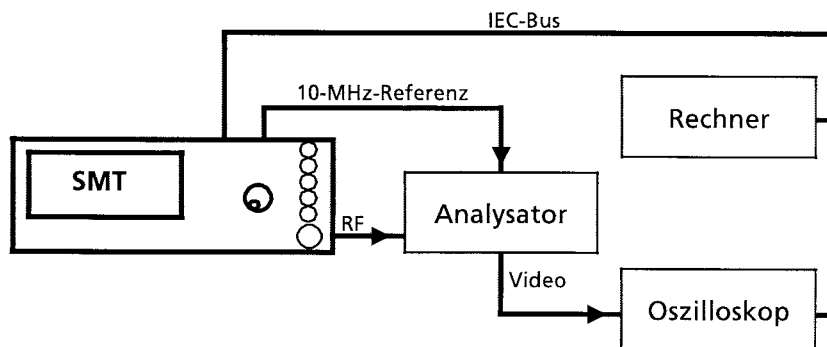 IEC-Bus
10-MHz-Referenz
Rechner
SMT
Analysator
RF
Video
Oszilloskop